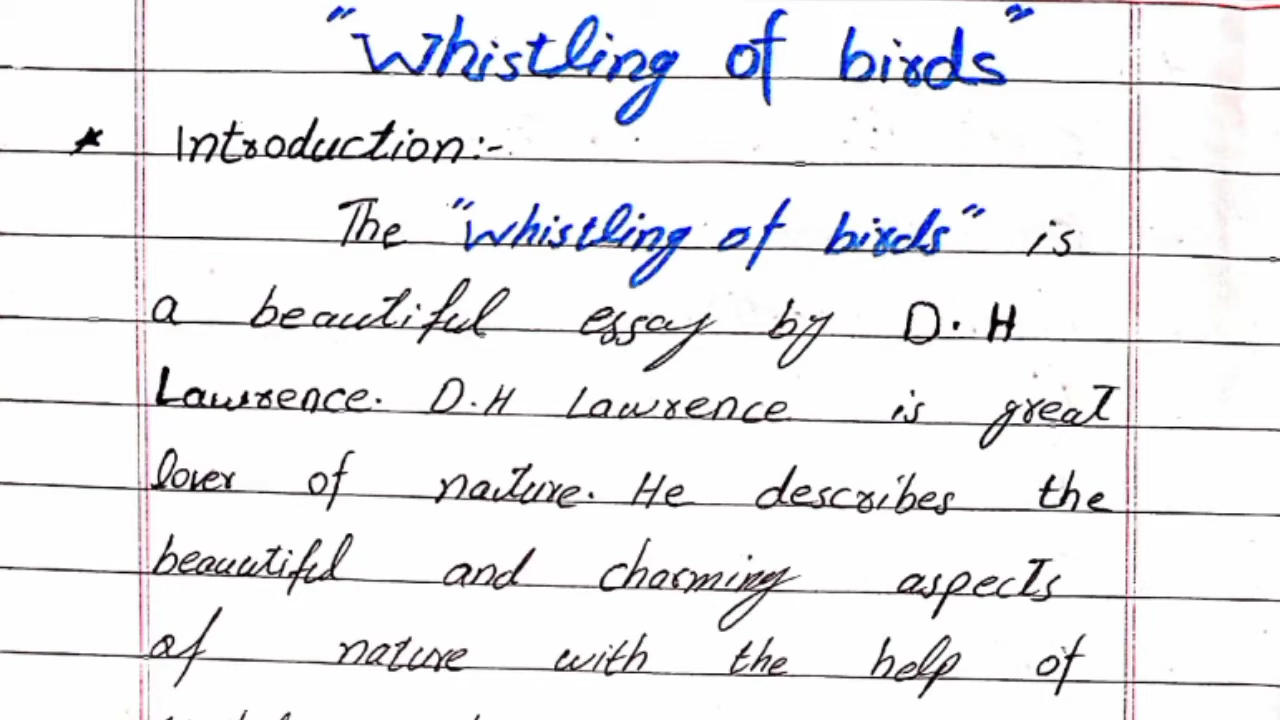 "Whistling of birds"
* Introduction:-
The "Whistling of birds" is
a beautiful essay by D. H
Lawrence. D.H Lawrence is great
lover of nature. He describes the
beauutiful and charming aspects
of nature with the help of